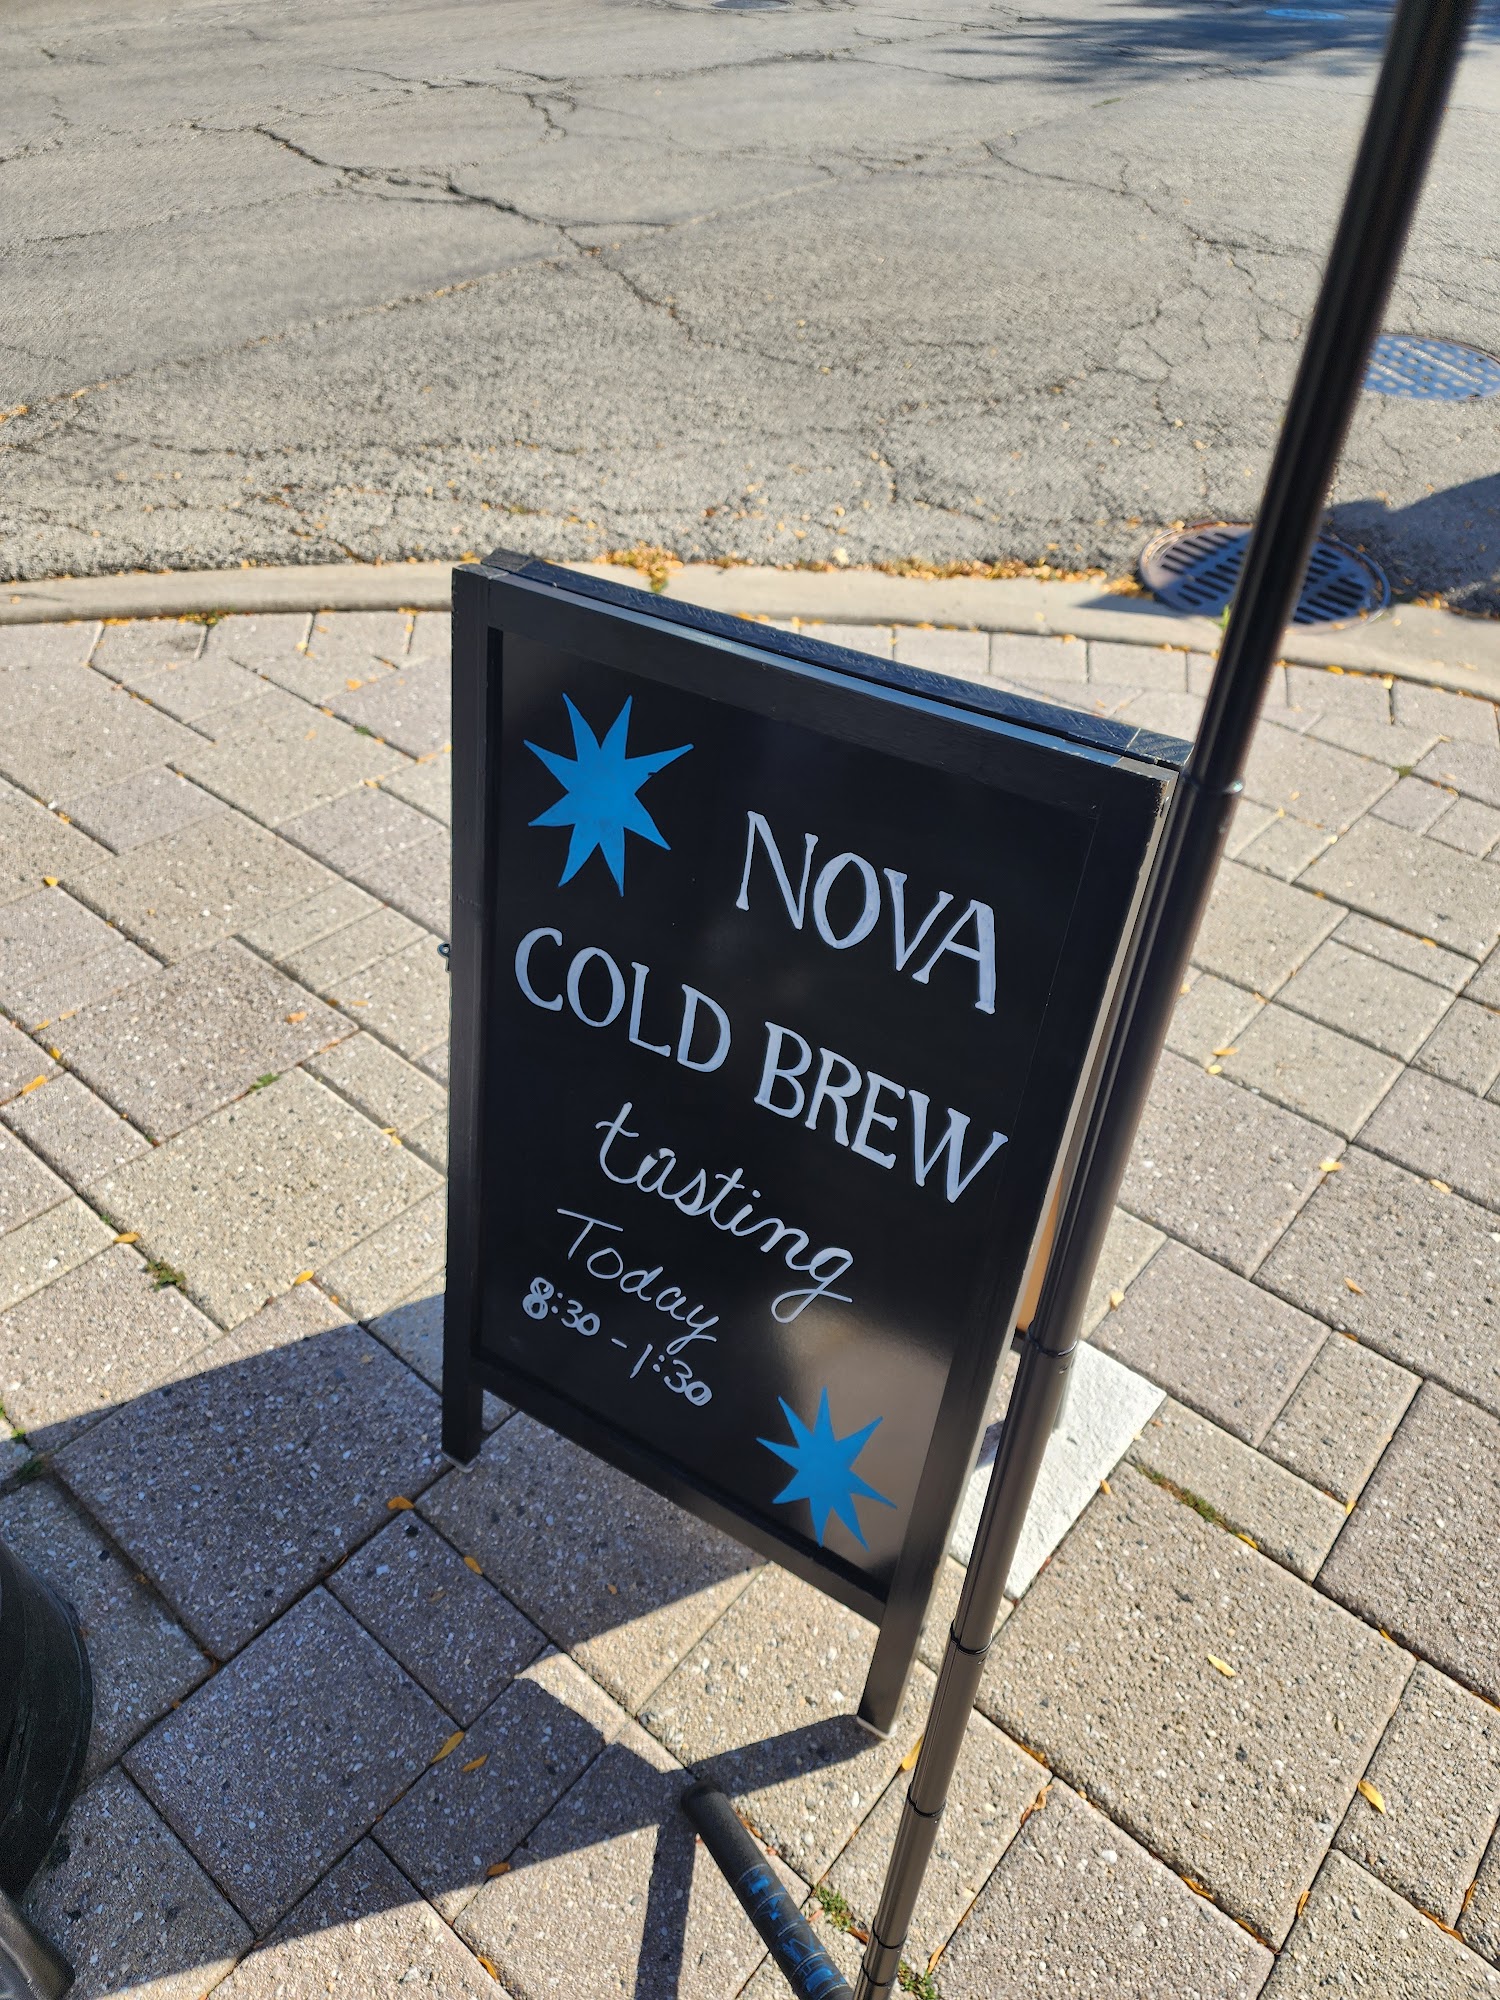 NOVA
COLD BREW
tasting
Today
8:30 - 1:30